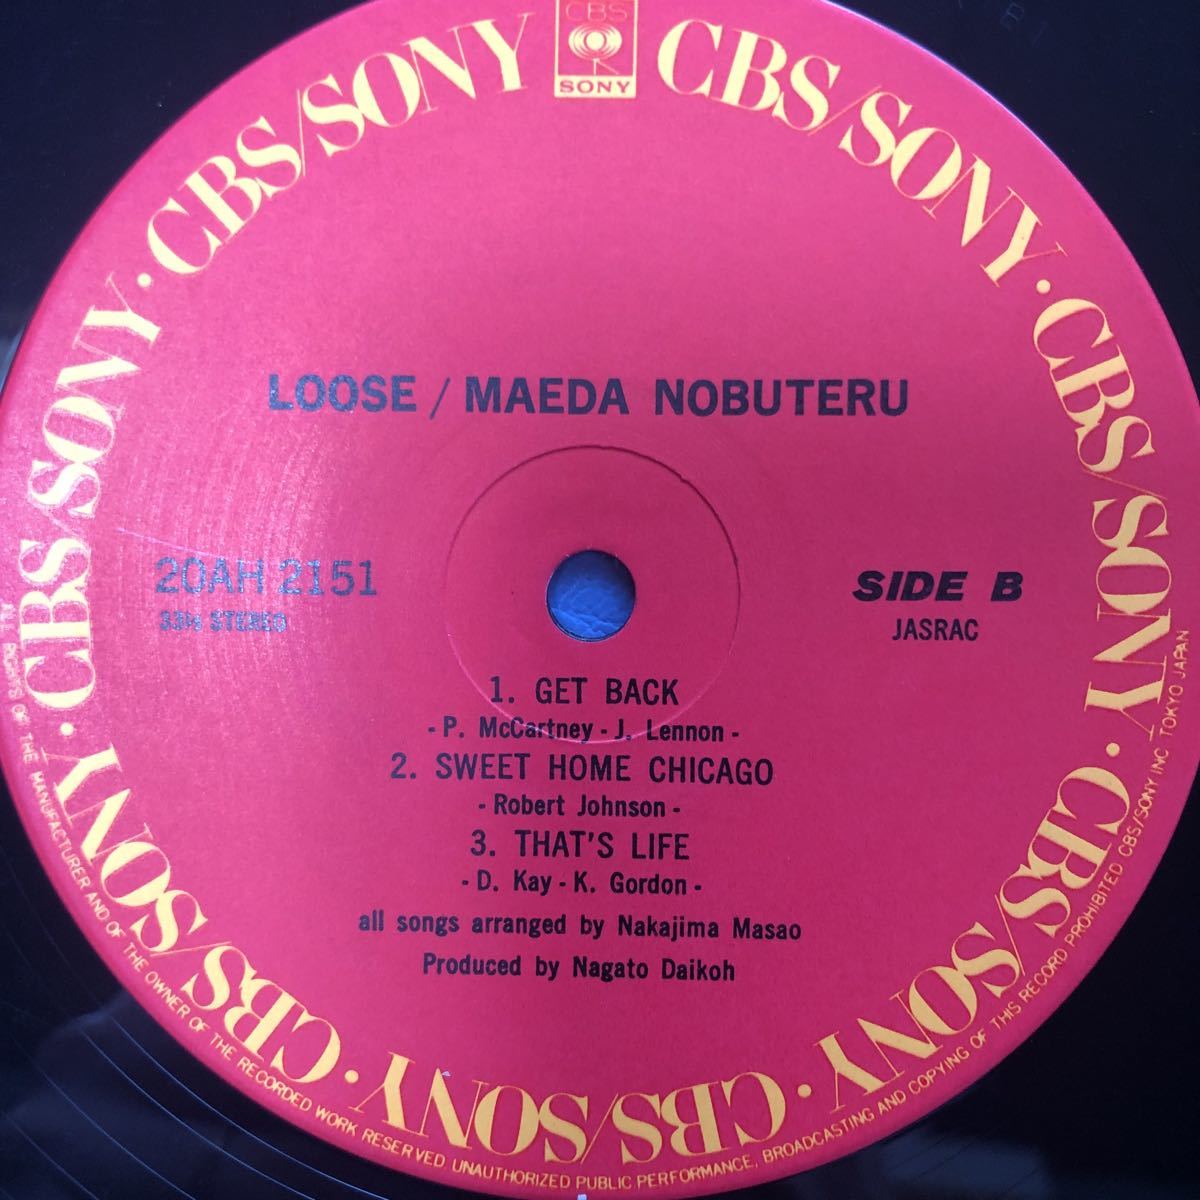 CBS
SONY
CBS/SONY · CBS/SONY · CBS/SONY · CBS/SONY · CBS/SONY · CBS/SONY · CBS/SONY · CBS/SONY · CBS/SONY · CBS/SONY
LOOSE / MAEDA NOBUTERU
20AH 2151
33⅓ STEREO
SIDE B
JASRAC
1. GET BACK
- P. McCartney - J. Lennon -
2. SWEET HOME CHICAGO
- Robert Johnson -
3. THAT'S LIFE
- D. Kay - K. Gordon -
all songs arranged by Nakajima Masao
Produced by Nagato Daikoh
RIGHTS OF THE MANUFACTURER AND OF THE OWNER OF THE RECORDED WORK RESERVED UNAUTHORIZED PUBLIC PERFORMANCE, BROADCASTING AND COPYING OF THIS RECORD PROHIBITED CBS/SONY INC TOKYO JAPAN